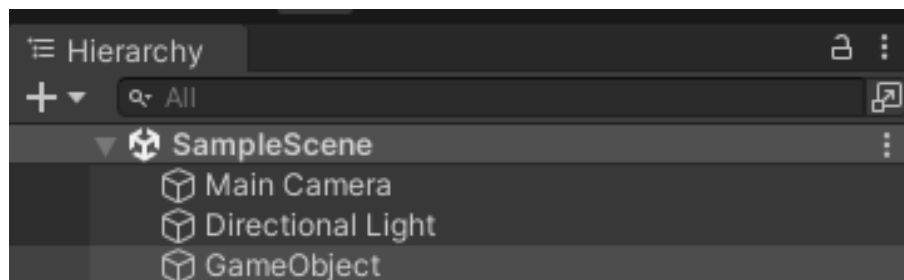 Hierarchy
All
SampleScene
Main Camera
Directional Light
GameObject